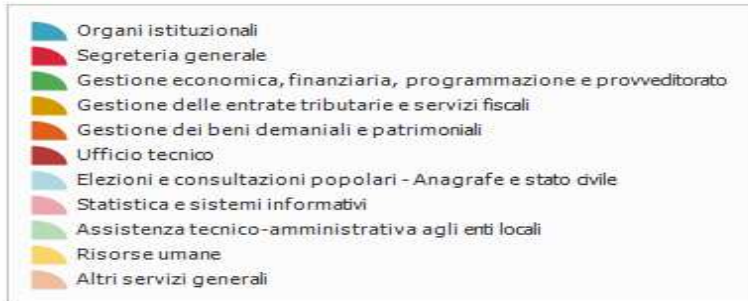 Organi istituzionali
Segreteria generale
Gestione economica, finanziaria, programmazione e provveditorato
Gestione delle entrate tributarie e servizi fiscali
Gestione dei beni demaniali e patrimoniali
Ufficio tecnico
Elezioni e consultazioni popolari - Anagrafe e stato civile
Statistica e sistemi informativi
Assistenza tecnico-amministrativa agli enti locali
Risorse umane
Altri servizi generali